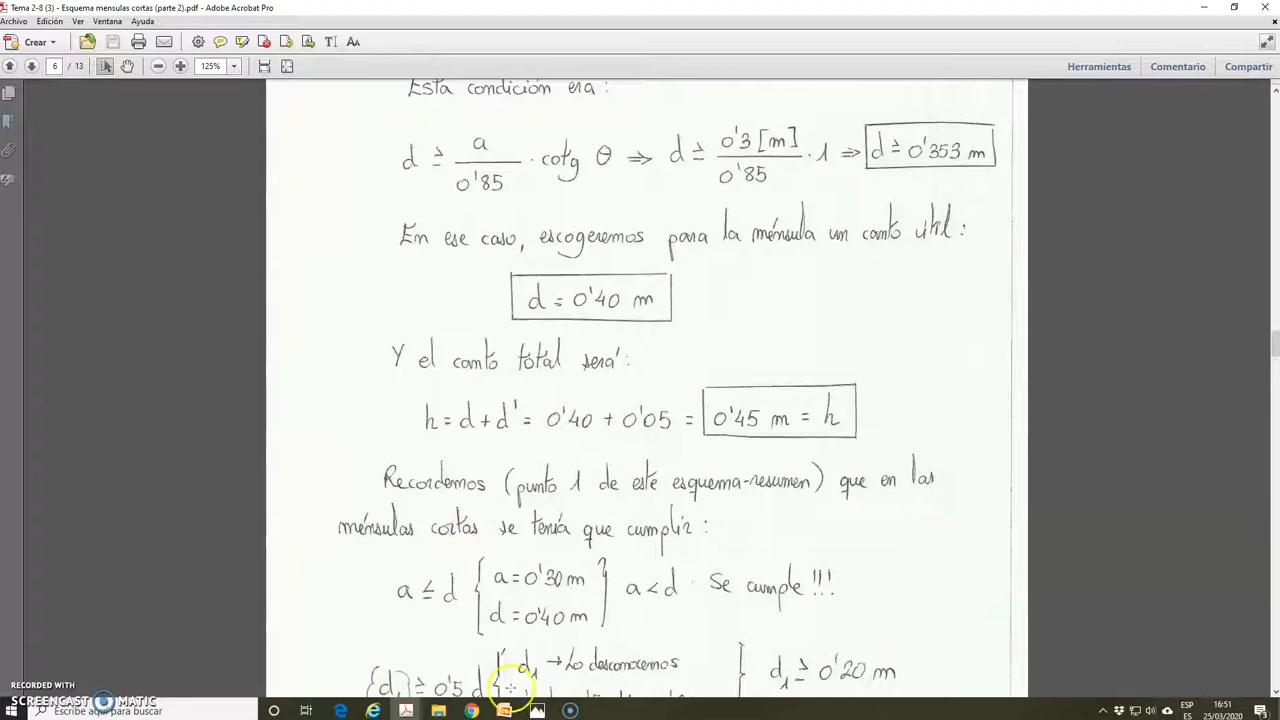 Tema 2-8 (3) - Esquema mensulas cortas (parte 2).pdf - Adobe Acrobat Pro
Archivo Edición Ver Ventana Ayuda
Crear
6 / 13 125% Herramientas Comentario Compartir
Esta condición era:
d ≥ a / 0'85 · cotg θ ⇒ d ≥ 0'3 [m] / 0'85 · 1 ⇒ d ≥ 0'353 m
En ese caso, escogeremos para la ménsula un canto útil:
d = 0'40 m
Y el canto total será:
h = d + d' = 0'40 + 0'05 = 0'45 m = h
Recordemos (punto 1 de este esquema-resumen) que en las
ménsulas cortas se tenía que cumplir:
a ≤ d { a = 0'30 m
d = 0'40 m } a < d. Se cumple!!!
{d₁} ≥ 0'5 d { d₁ → Lo desconocemos } d₁ ≥ 0'20 m
RECORDED WITH
SCREENCAST MATIC
Escribe aquí para buscar
ESP
ES
16:51
25/03/2020